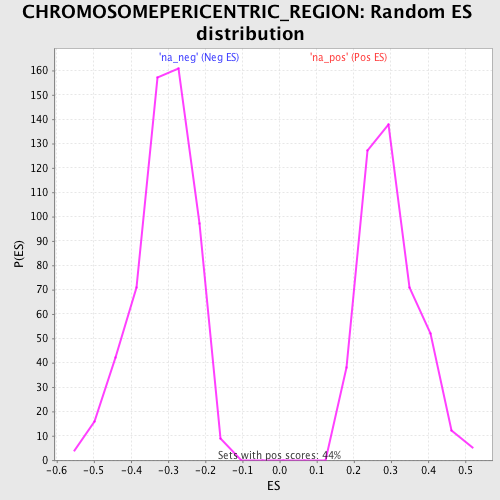 CHROMOSOMEPERICENTRIC_REGION: Random ES
distribution
'na_neg' (Neg ES)
'na_pos' (Pos ES)
160
150
140
130
120
110
100
90
80
70
60
50
40
30
20
10
0
P(ES)
Sets with pos scores: 44%
-0.6 -0.5 -0.4 -0.3 -0.2 -0.1 0.0 0.1 0.2 0.3 0.4 0.5
ES